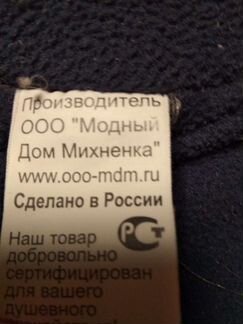 Производитель
ООО "Модный
Дом Михненка"
www.ooo-mdm.ru
Сделано в России
Наш товар
добровольно
сертифицирован
для вашего
душевного